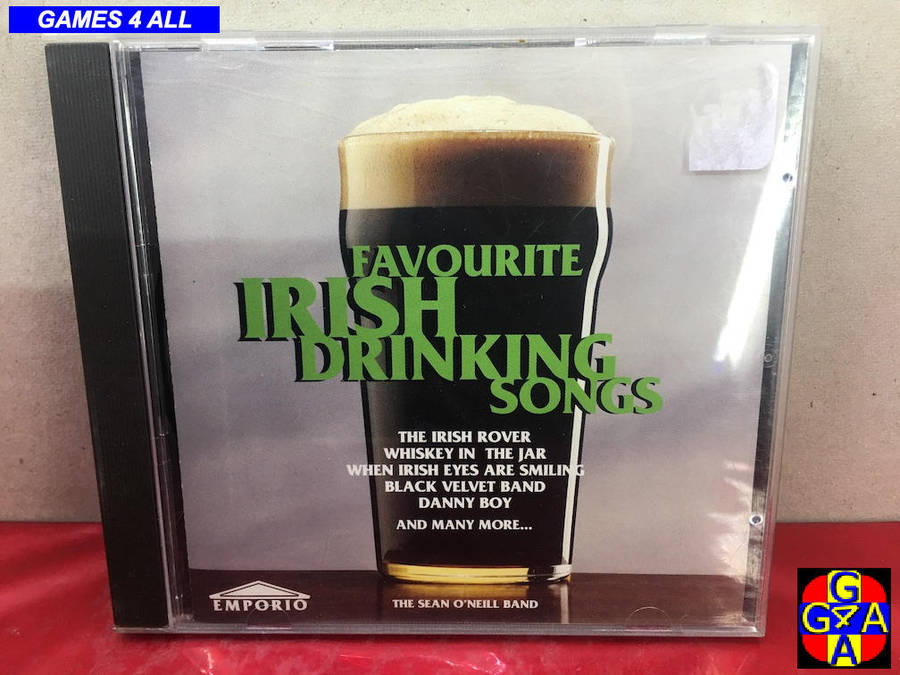 GAMES 4 ALL
FAVOURITE
IRISH
DRINKING
SONGS
THE IRISH ROVER
WHISKEY IN THE JAR
WHEN IRISH EYES ARE SMILING
BLACK VELVET BAND
DANNY BOY
AND MANY MORE...
EMPORIO
THE SEAN O'NEILL BAND
G
G4A
A